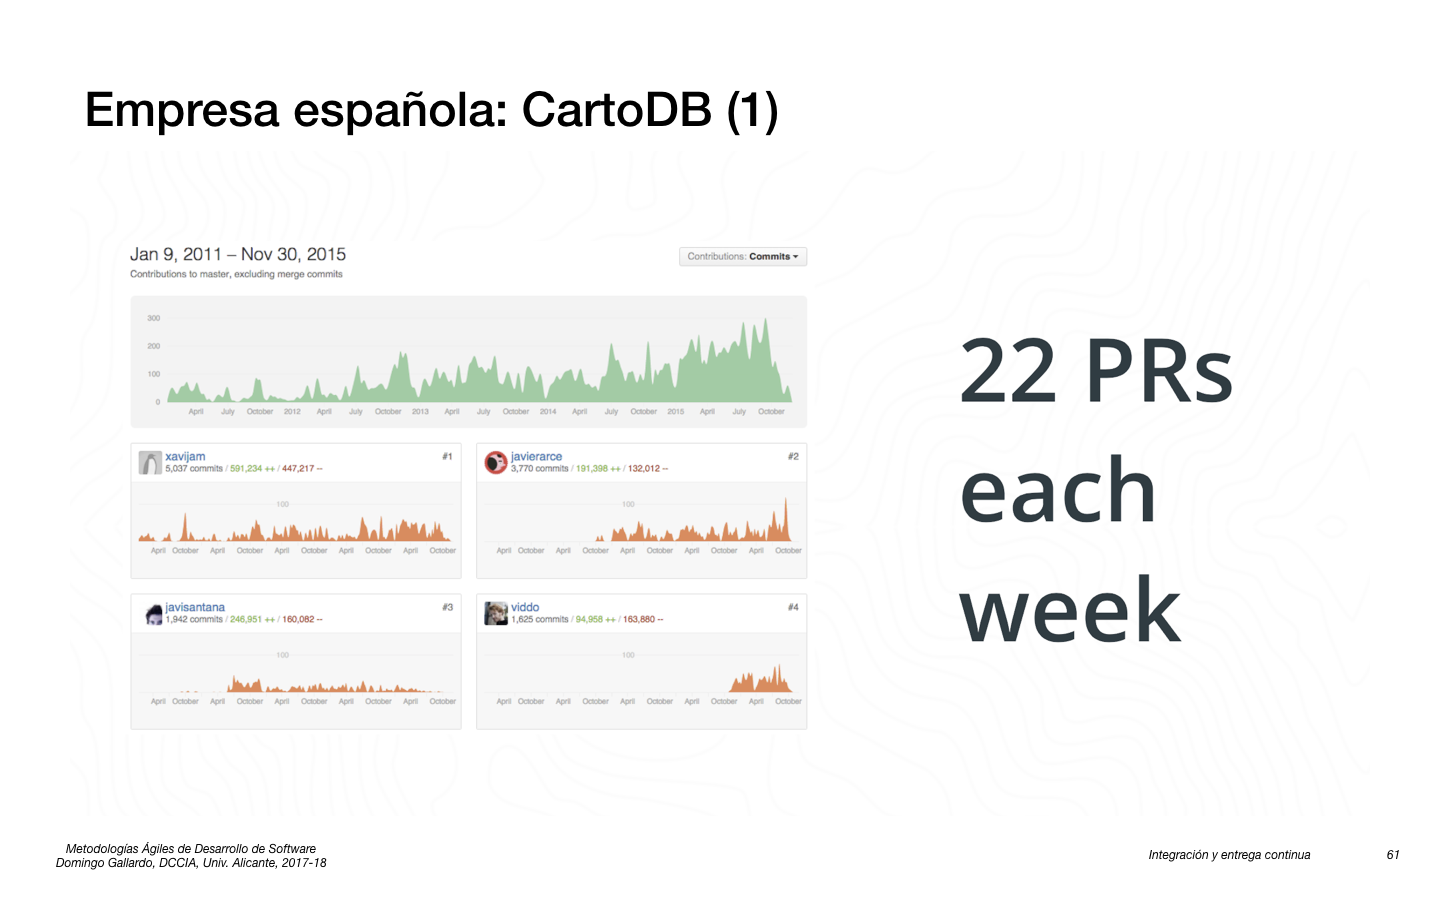 Empresa española: CartoDB (1)
Jan 9, 2011 – Nov 30, 2015
Contributions: Commits
Contributions to master, excluding merge commits
300
200
100
0
April July October 2012 April July October 2013 April July October 2014 April July October 2015 April July October
xavijam #1
5,037 commits / 591,234 ++ / 447,217 --
100
April October April October April October April October April October
javierarce #2
3,770 commits / 191,398 ++ / 132,012 --
100
April October April October April October April October April October
javisantana #3
1,942 commits / 246,951 ++ / 160,082 --
100
April October April October April October April October April October
viddo #4
1,625 commits / 94,958 ++ / 163,880 --
100
April October April October April October April October April October
22 PRs
each
week
Metodologías Ágiles de Desarrollo de Software
Domingo Gallardo, DCCIA, Univ. Alicante, 2017-18
Integración y entrega continua
61